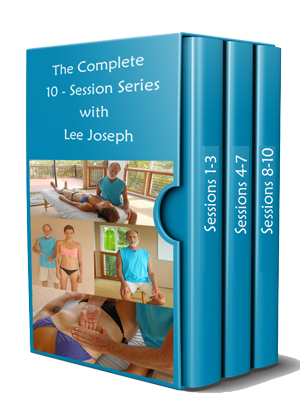 The Complete
10 - Session Series
with
Lee Joseph
Sessions 1-3
Sessions 4-7
Sessions 8-10